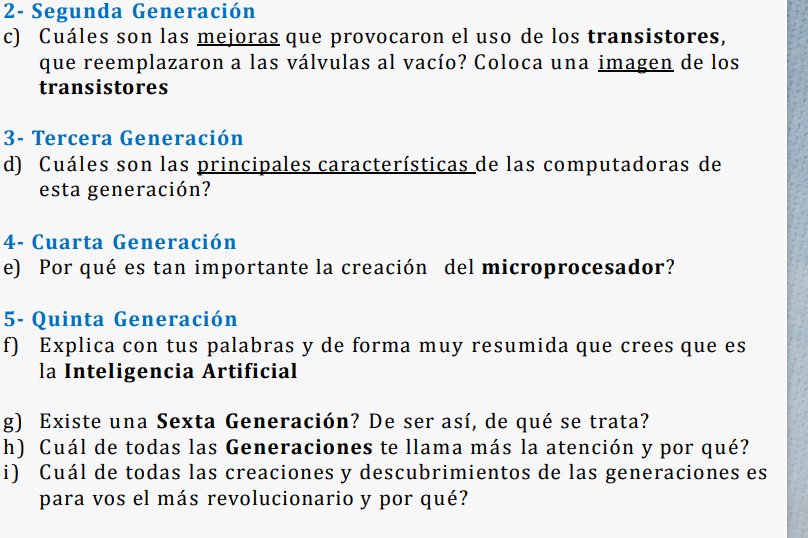 2- Segunda Generación
c) Cuáles son las mejoras que provocaron el uso de los transistores,
que reemplazaron a las válvulas al vacío? Coloca una imagen de los
transistores
3- Tercera Generación
d) Cuáles son las principales características de las computadoras de
esta generación?
4- Cuarta Generación
e) Por qué es tan importante la creación del microprocesador?
5- Quinta Generación
f) Explica con tus palabras y de forma muy resumida que crees que es
la Inteligencia Artificial
g) Existe una Sexta Generación? De ser así, de qué se trata?
h) Cuál de todas las Generaciones te llama más la atención y por qué?
i) Cuál de todas las creaciones y descubrimientos de las generaciones es
para vos el más revolucionario y por qué?